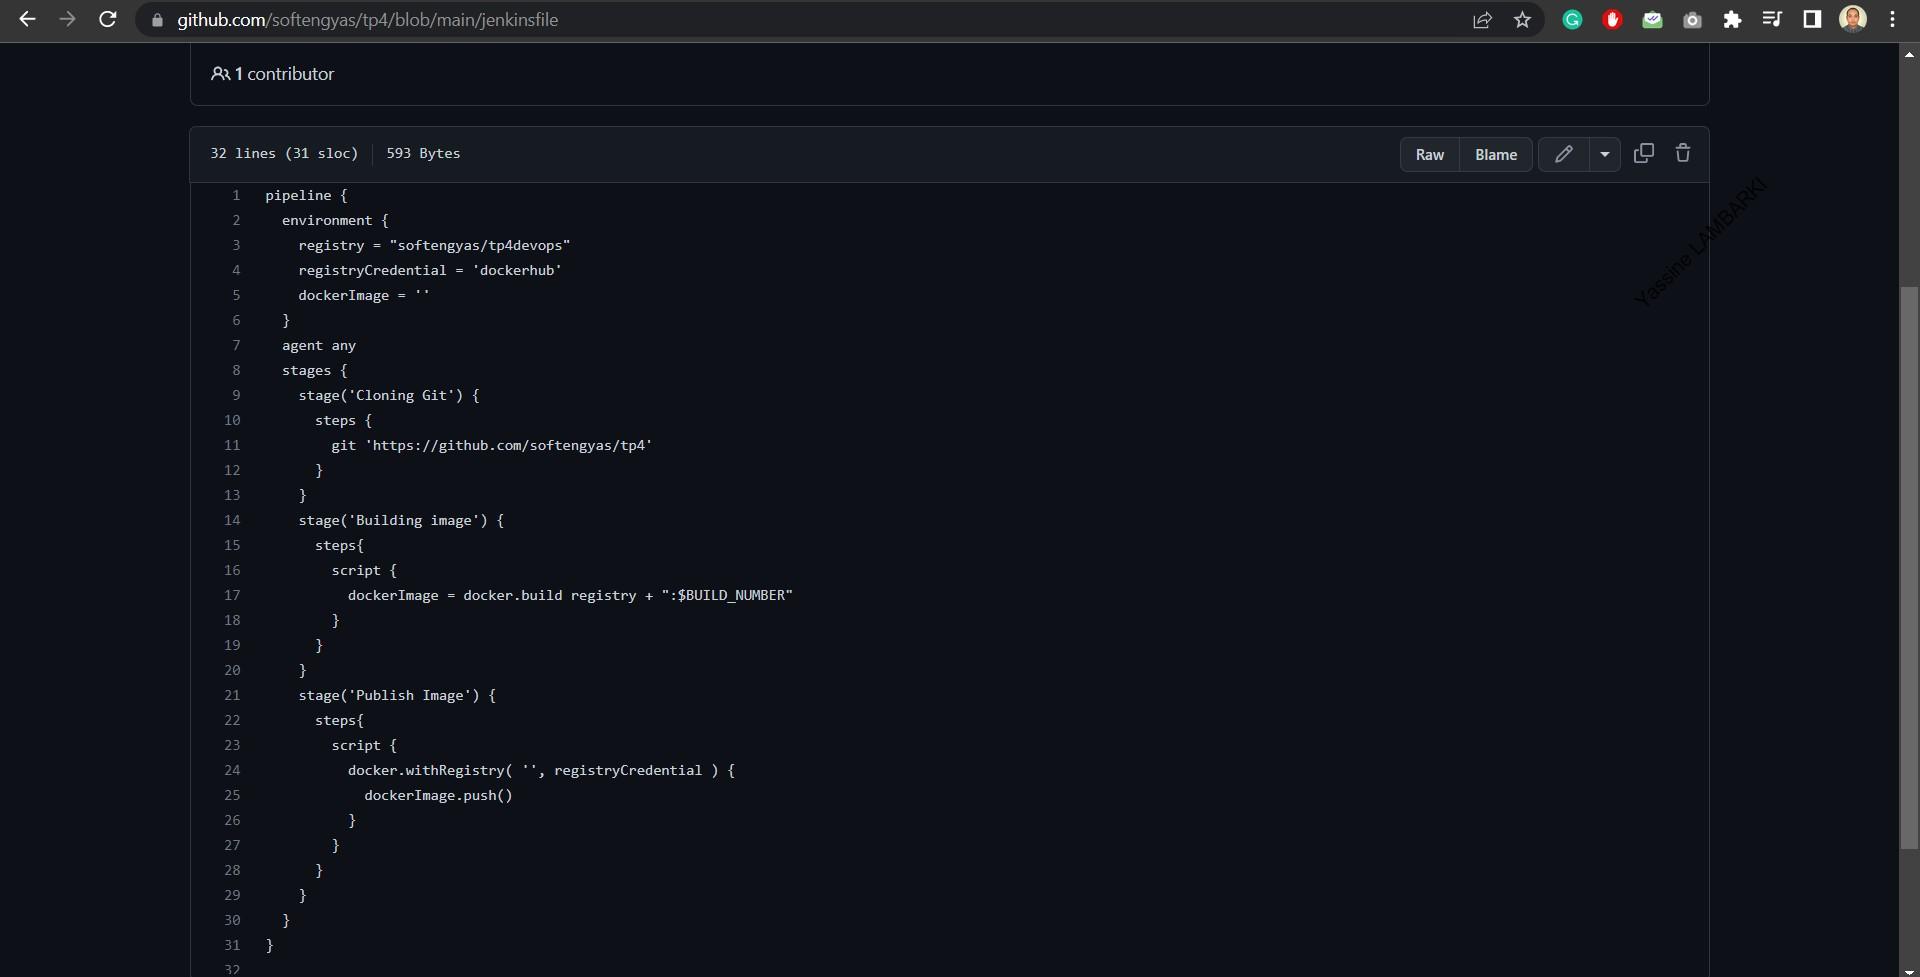 github.com/softengyas/tp4/blob/main/jenkinsfile
1 contributor
32 lines (31 sloc) 593 Bytes
Raw Blame
1 pipeline {
2 environment {
3 registry = "softengyas/tp4devops"
4 registryCredential = 'dockerhub'
5 dockerImage = ''
6 }
7 agent any
8 stages {
9 stage('Cloning Git') {
10 steps {
11 git 'https://github.com/softengyas/tp4'
12 }
13 }
14 stage('Building image') {
15 steps{
16 script {
17 dockerImage = docker.build registry + ":$BUILD_NUMBER"
18 }
19 }
20 }
21 stage('Publish Image') {
22 steps{
23 script {
24 docker.withRegistry( '', registryCredential ) {
25 dockerImage.push()
26 }
27 }
28 }
29 }
30 }
31 }
32
Yassine LAMBARKI